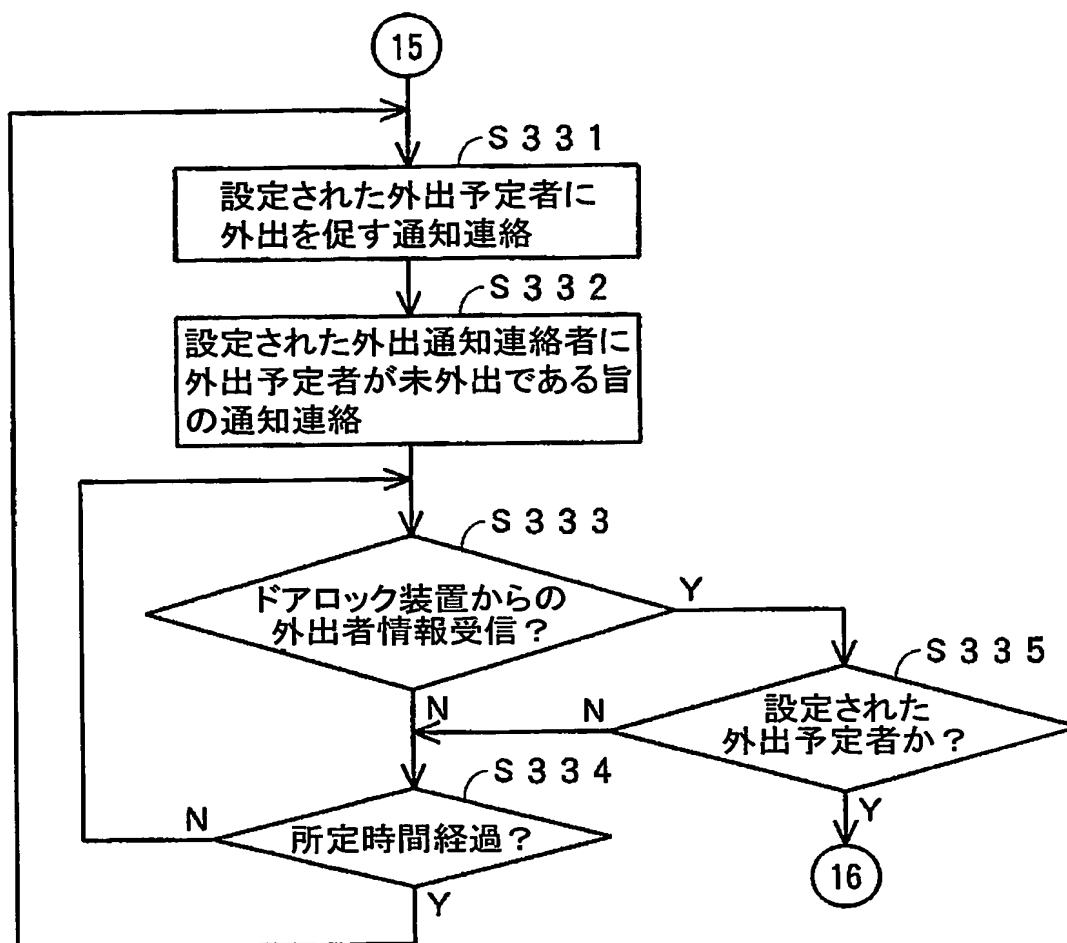 15
S331
設定された外出予定者に
外出を促す通知連絡
S332
設定された外出通知連絡者に
外出予定者が未外出である旨
の通知連絡
S333
ドアロック装置からの
外出者情報受信?
Y
N
S335
設定された
外出予定者か?
N
Y
S334
所定時間経過?
N
Y
16